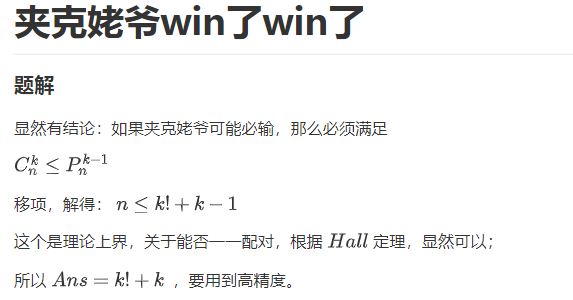 夹克姥爷win了win了
题解
显然有结论：如果夹克姥爷可能必输，那么必须满足
$C_n^k \leq P_n^{k-1}$
移项，解得： $n \leq k! + k - 1$
这个是理论上界，关于能否一一配对，根据 $Hall$ 定理，显然可以；
所以 $Ans = k! + k$ ，要用到高精度。